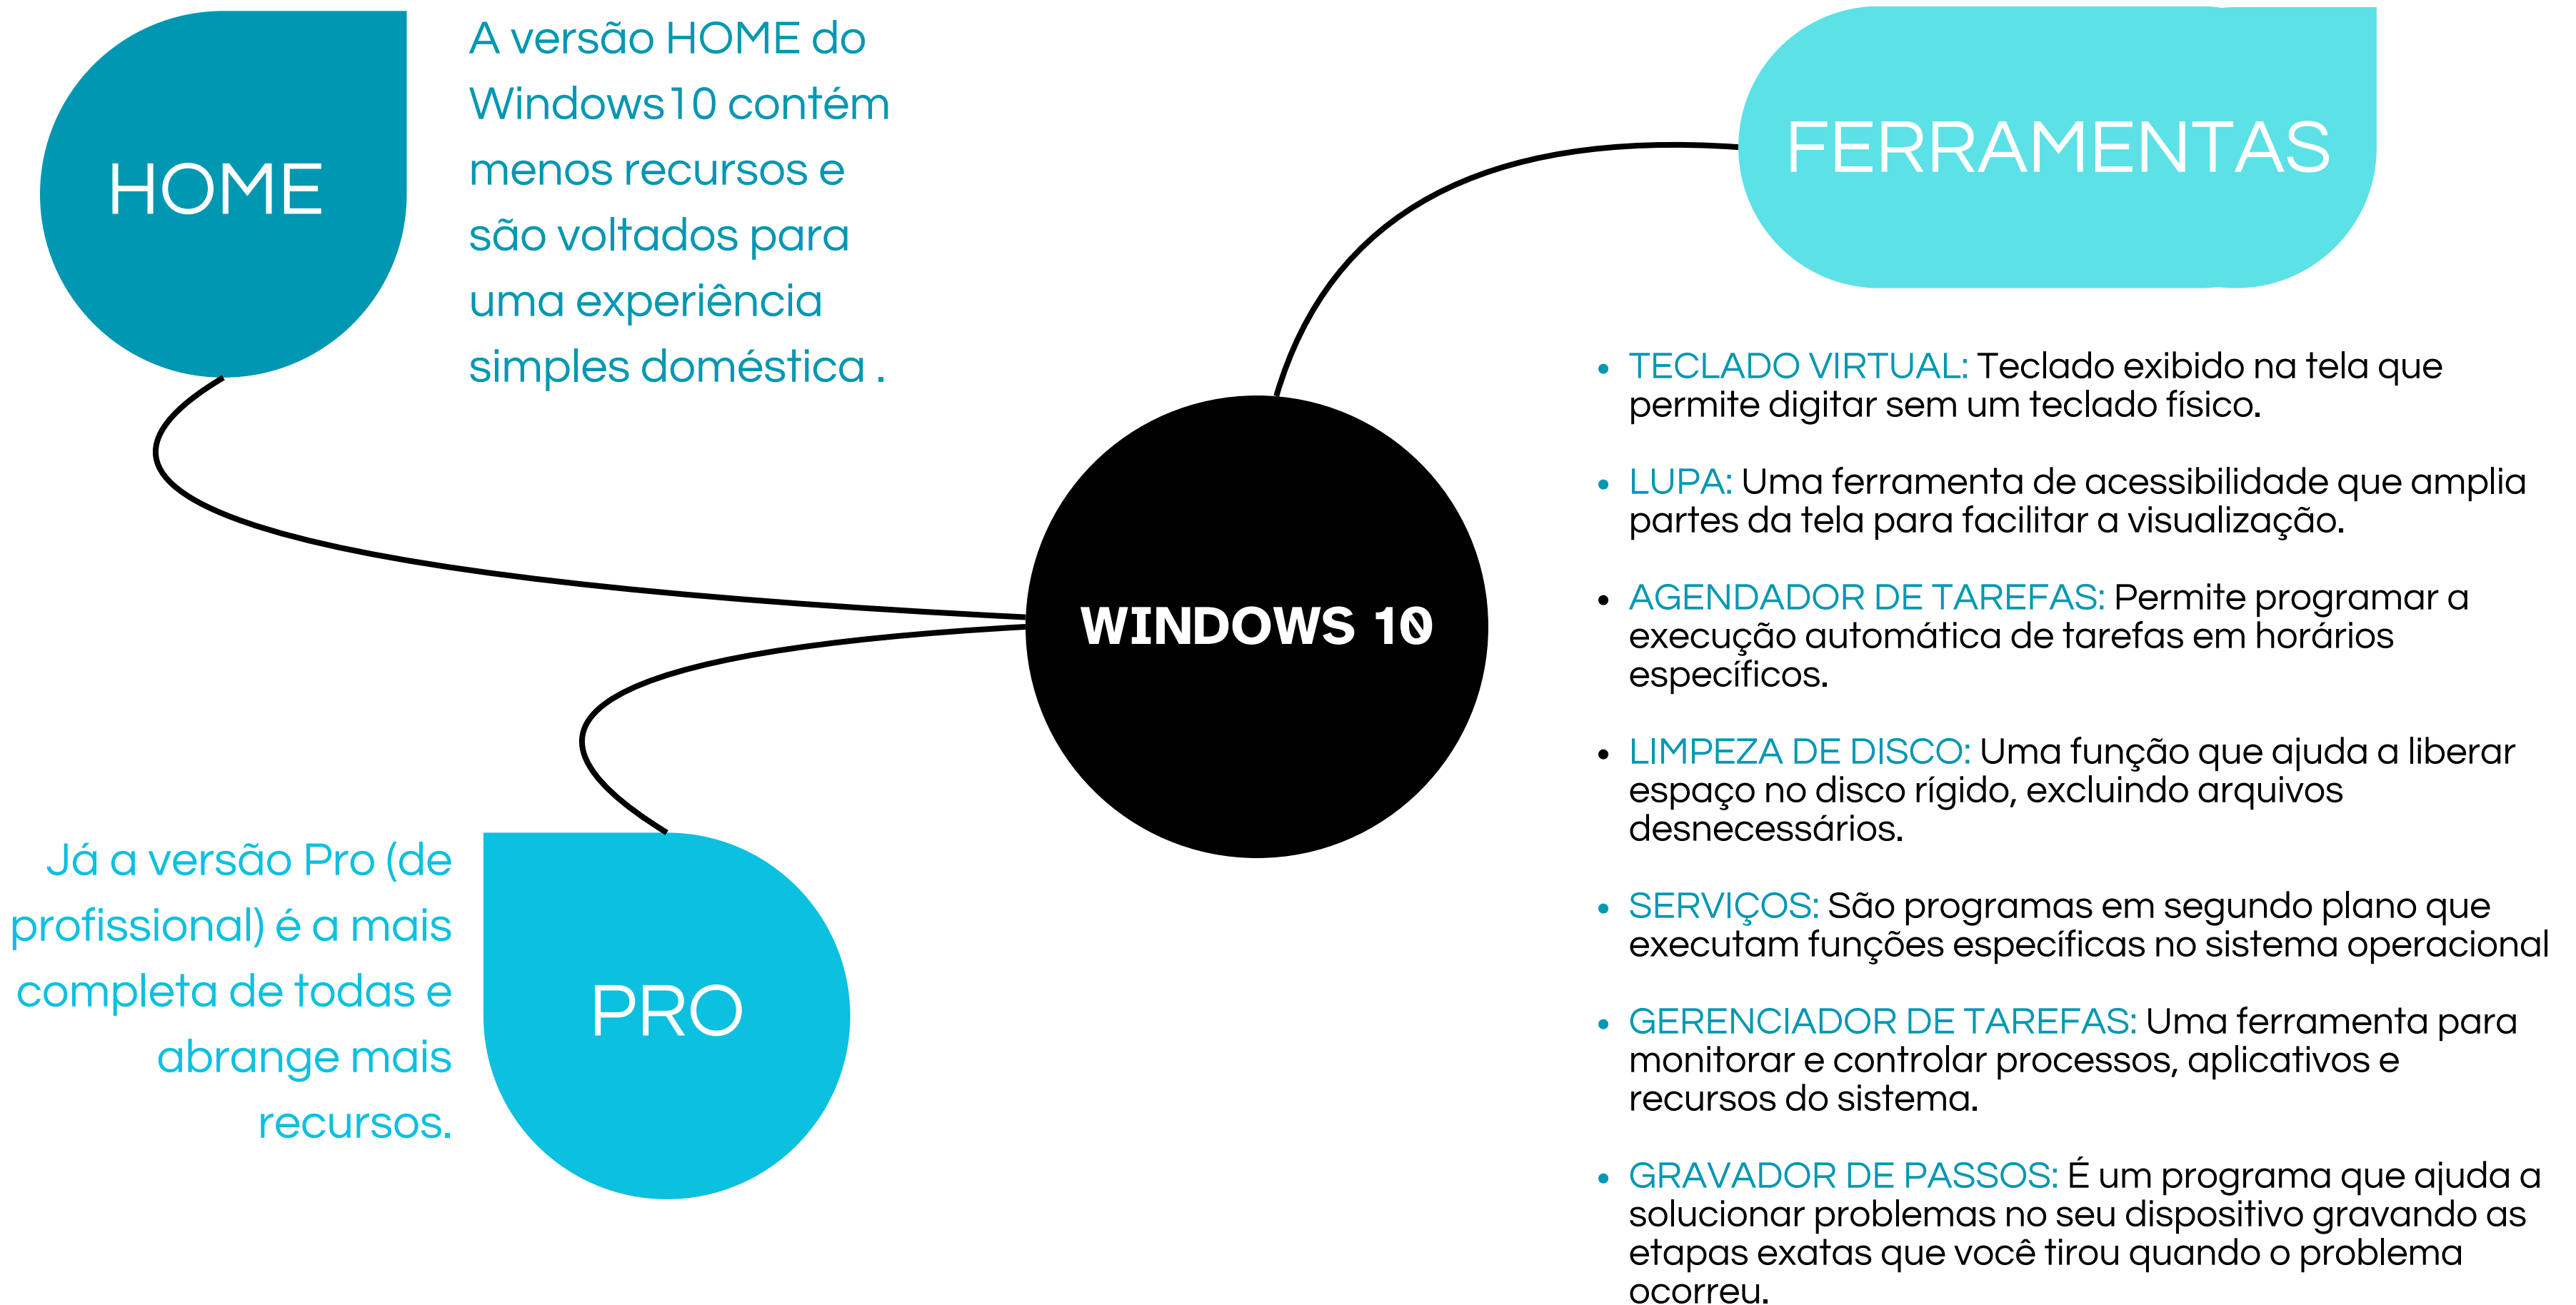 HOME
A versão HOME do
Windows10 contém
menos recursos e
são voltados para
uma experiência
simples doméstica .
WINDOWS 10
Já a versão Pro (de
profissional) é a mais
completa de todas e
abrange mais
recursos.
PRO
FERRAMENTAS
• TECLADO VIRTUAL: Teclado exibido na tela que
permite digitar sem um teclado físico.
• LUPA: Uma ferramenta de acessibilidade que amplia
partes da tela para facilitar a visualização.
• AGENDADOR DE TAREFAS: Permite programar a
execução automática de tarefas em horários
específicos.
• LIMPEZA DE DISCO: Uma função que ajuda a liberar
espaço no disco rígido, excluindo arquivos
desnecessários.
• SERVIÇOS: São programas em segundo plano que
executam funções específicas no sistema operacional
• GERENCIADOR DE TAREFAS: Uma ferramenta para
monitorar e controlar processos, aplicativos e
recursos do sistema.
• GRAVADOR DE PASSOS: É um programa que ajuda a
solucionar problemas no seu dispositivo gravando as
etapas exatas que você tirou quando o problema
ocorreu.